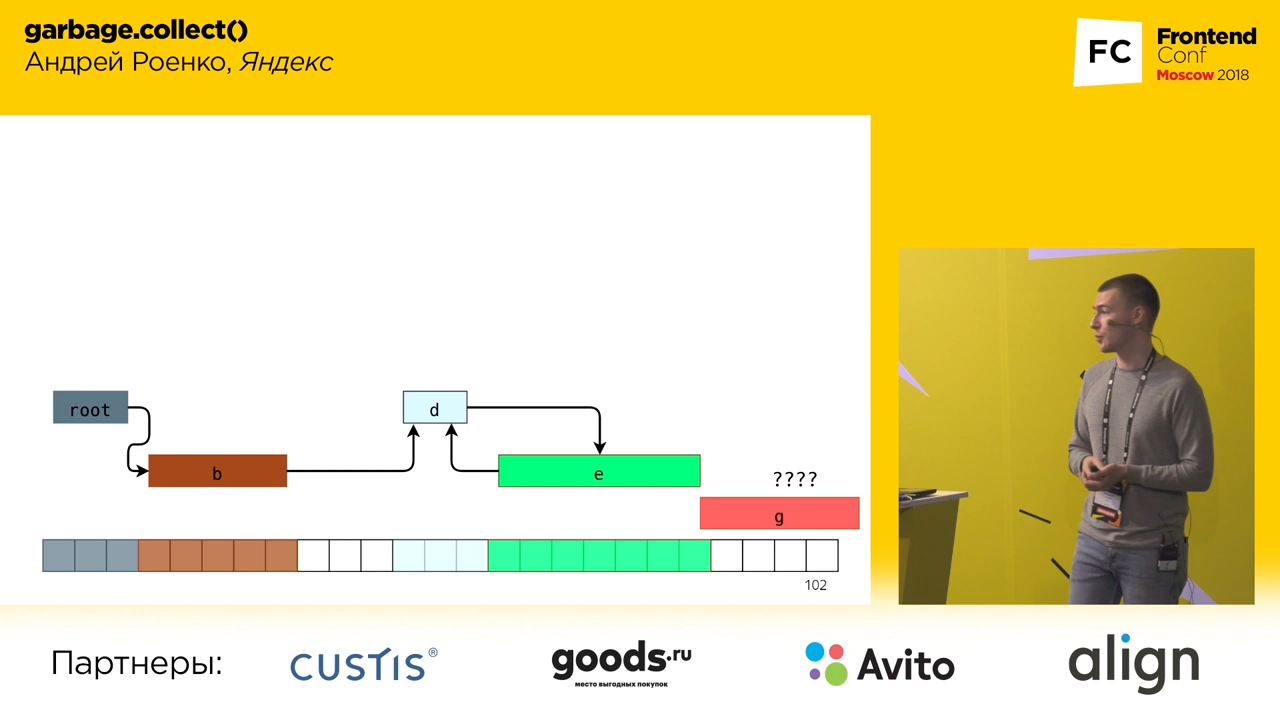 garbage.collect()
Андрей Роенко, Яндекс
FC
Frontend
Conf
Moscow 2018
root
d
b
e
????
g
102
Партнеры:
CUSTIS®
goods.ru
место выгодных покупок
Avito
align